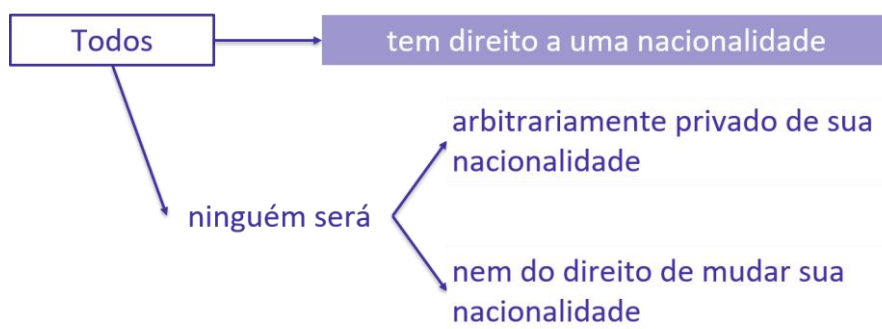 Todos
tem direito a uma nacionalidade
arbitrariamente privado de sua
nacionalidade
ninguém será
nem do direito de mudar sua
nacionalidade